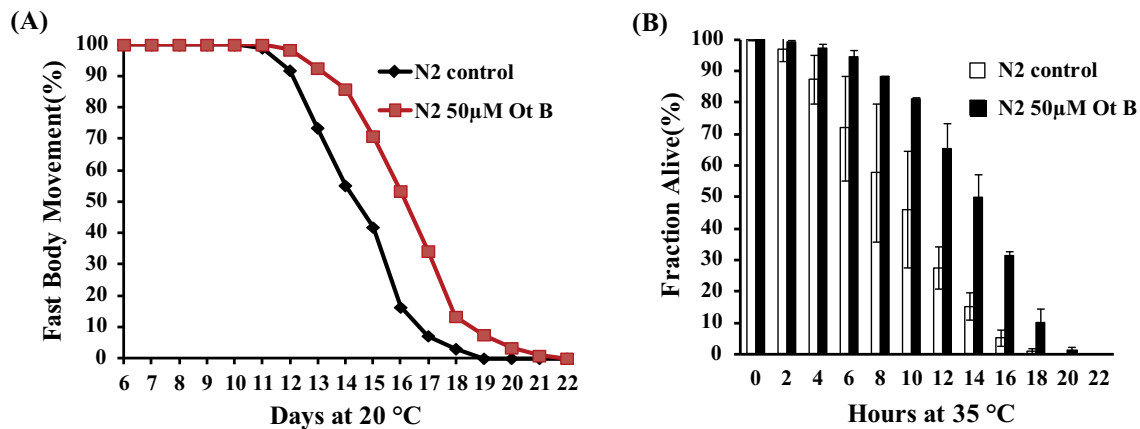 (A)
Fast Body Movement(%)
100
90
80
70
60
50
40
30
20
10
0
6 7 8 9 10 11 12 13 14 15 16 17 18 19 20 21 22
Days at 20 °C
N2 control
N2 50μM Ot B
(B)
Fraction Alive(%)
100
90
80
70
60
50
40
30
20
10
0
0 2 4 6 8 10 12 14 16 18 20 22
Hours at 35 °C
N2 control
N2 50μM Ot B